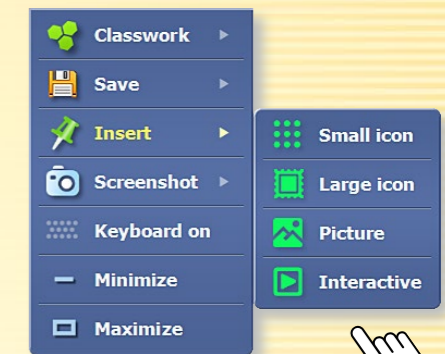 Classwork
Save
Insert
Screenshot
Keyboard on
Minimize
Maximize
Small icon
Large icon
Picture
Interactive